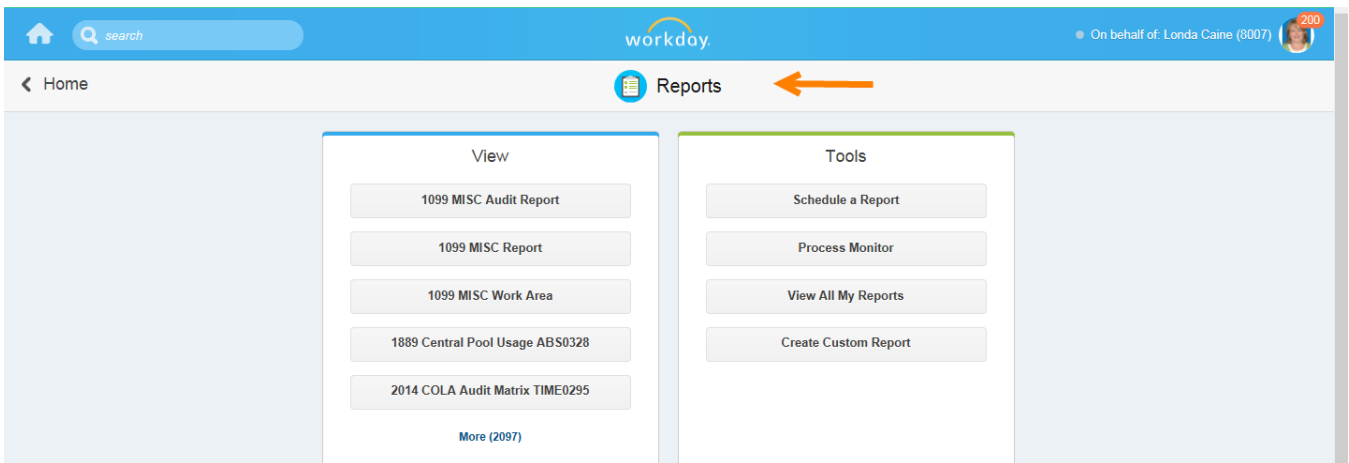 search
workday.
On behalf of: Londa Caine (8007)
200
Home
Reports
View
1099 MISC Audit Report
1099 MISC Report
1099 MISC Work Area
1889 Central Pool Usage ABS0328
2014 COLA Audit Matrix TIME0295
More (2097)
Tools
Schedule a Report
Process Monitor
View All My Reports
Create Custom Report